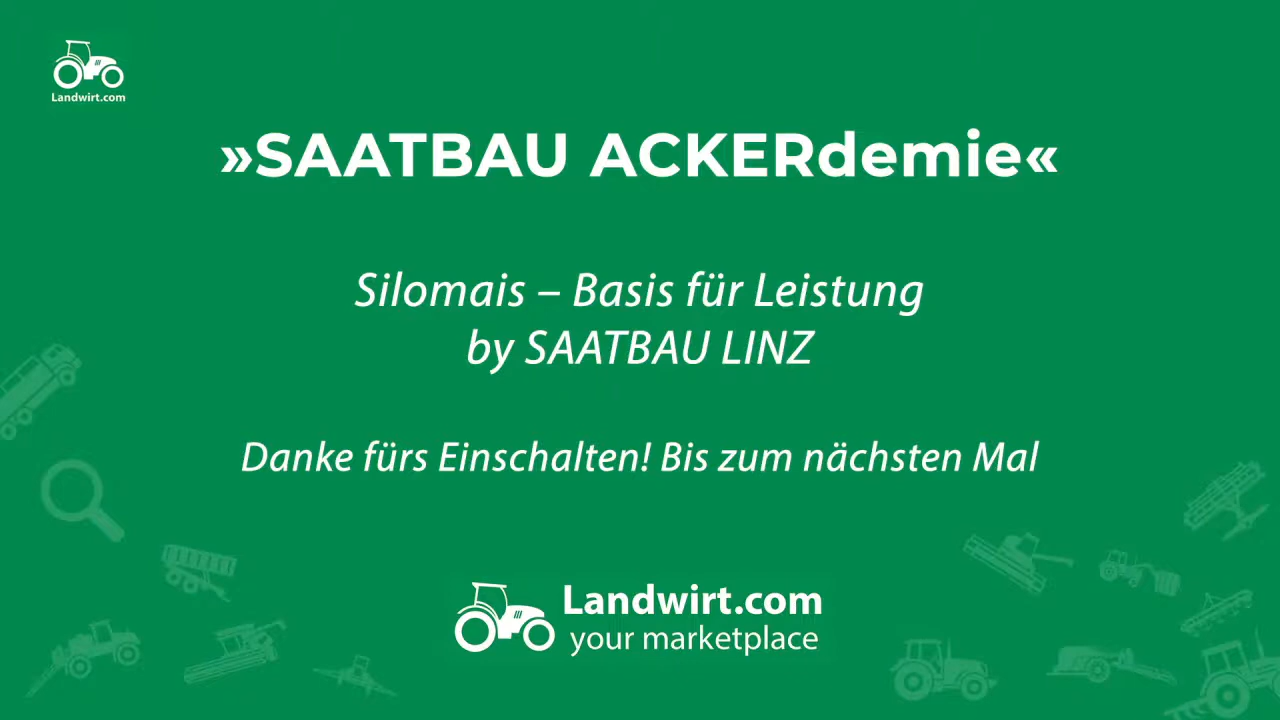 Landwirt.com
»SAATBAU ACKERdemie«
Silomais – Basis für Leistung
by SAATBAU LINZ
Danke fürs Einschalten! Bis zum nächsten Mal
Landwirt.com
your marketplace